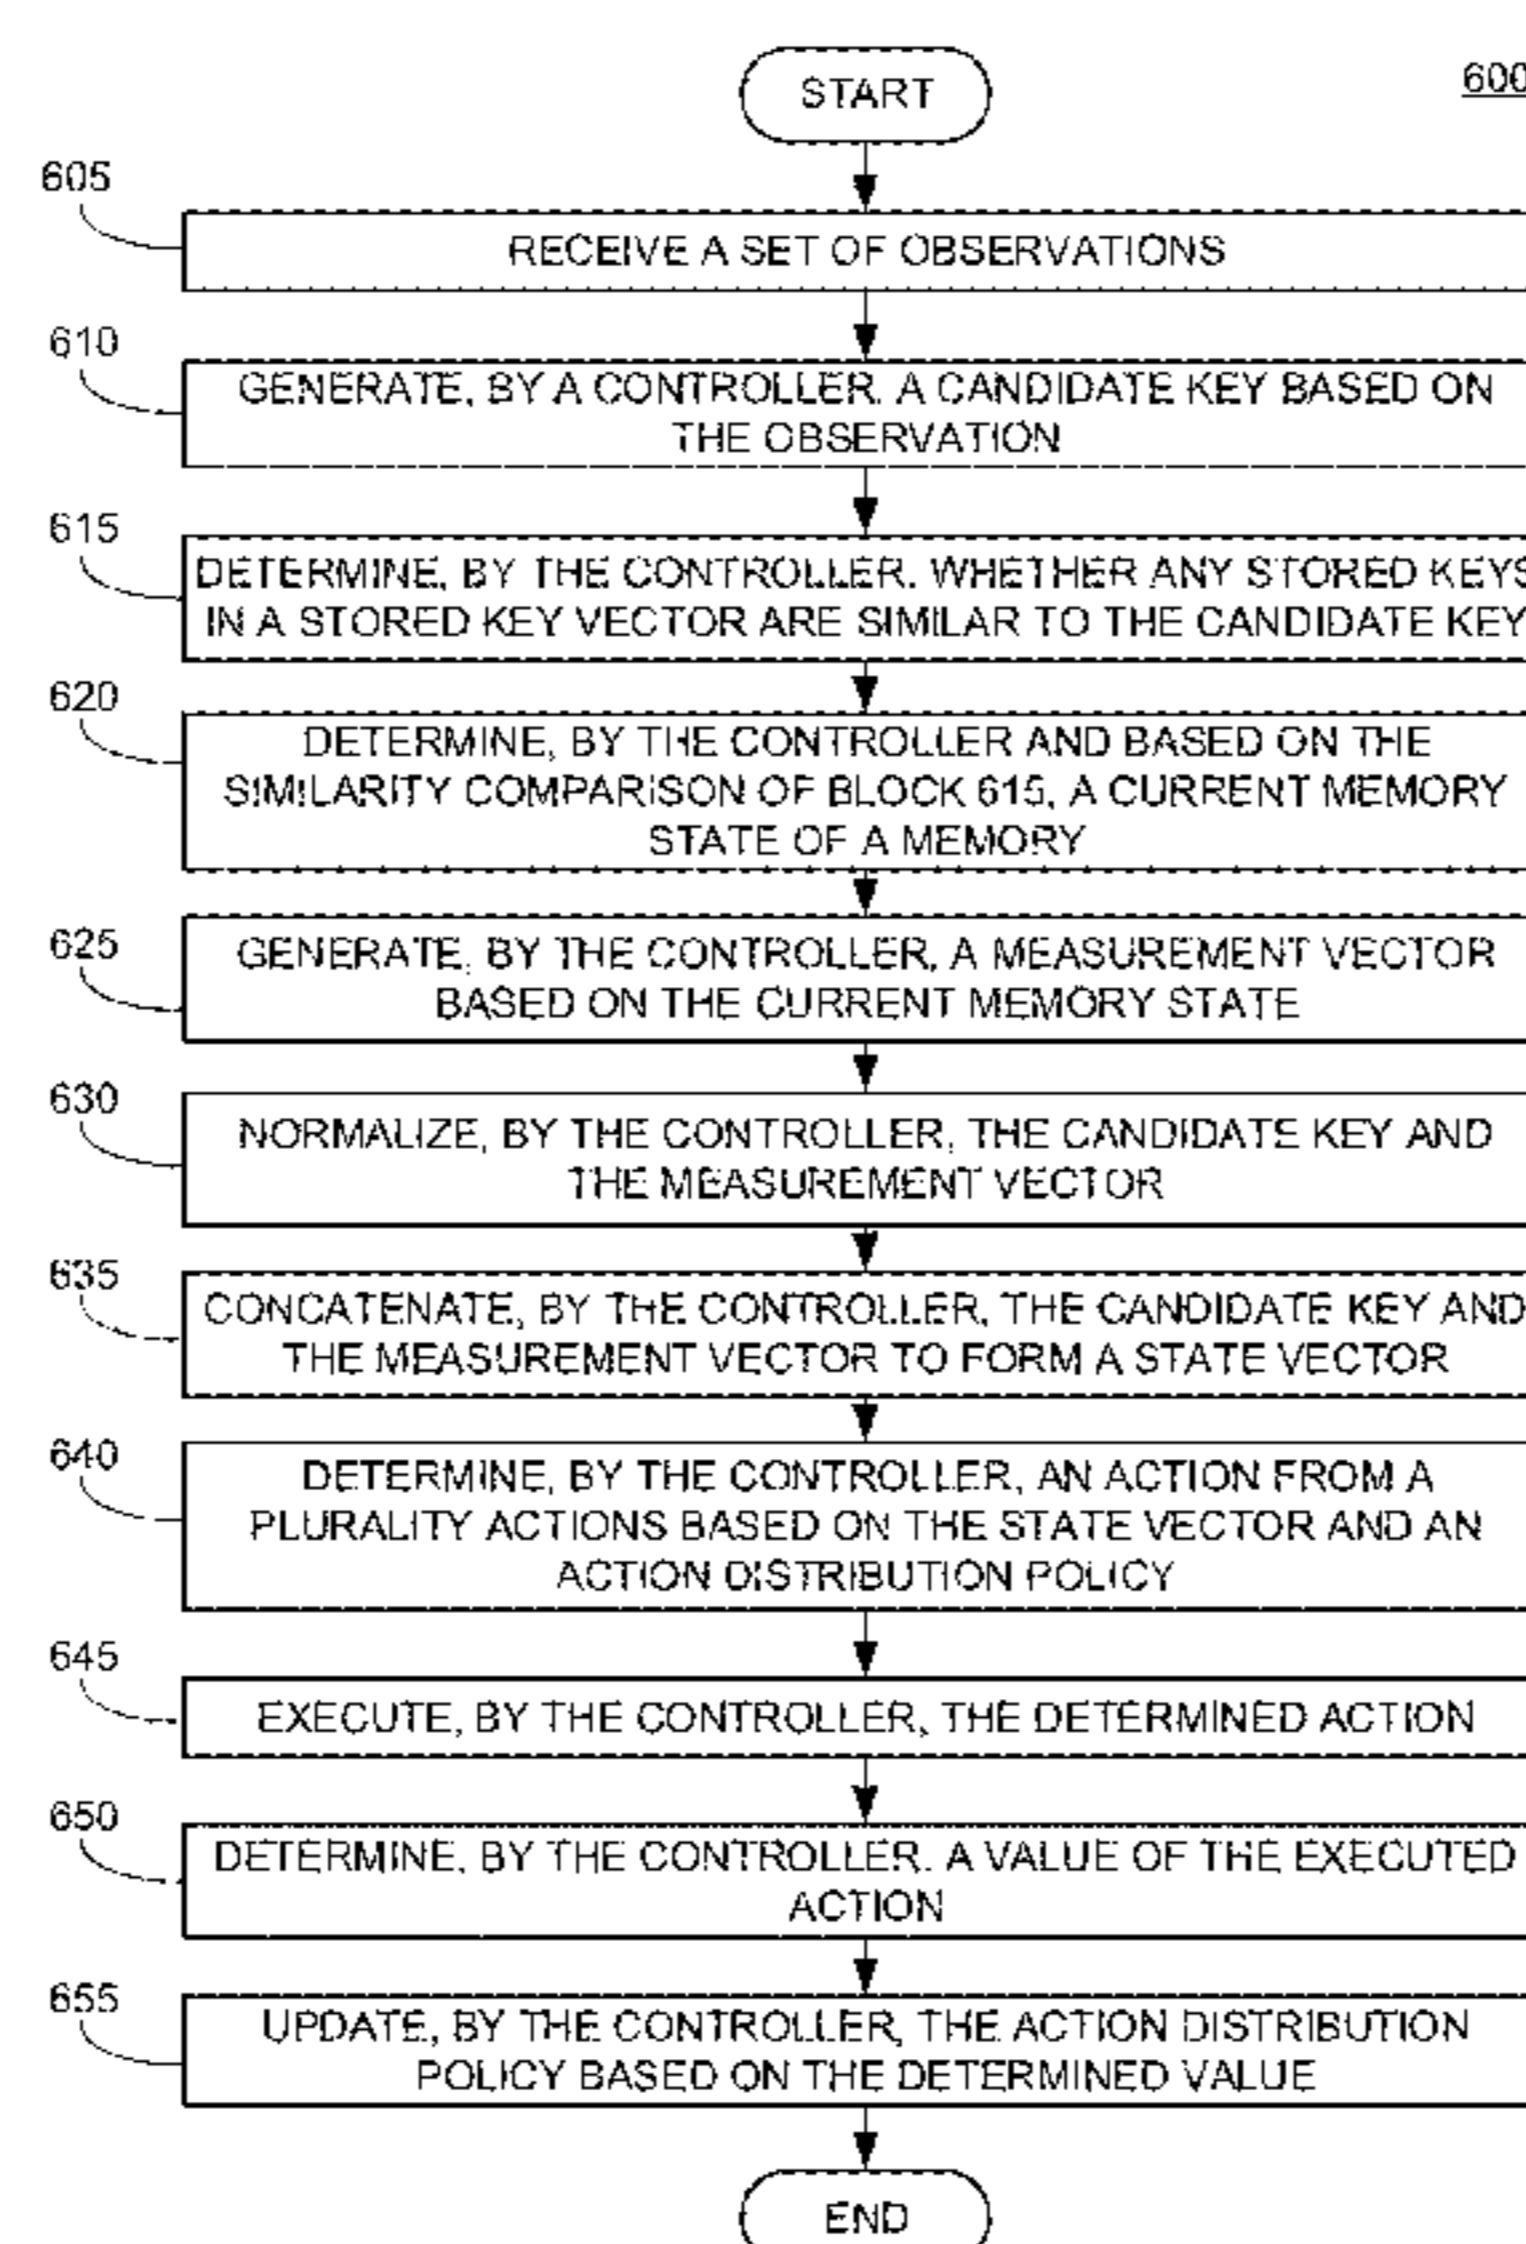 START
600
605
RECEIVE A SET OF OBSERVATIONS
610
GENERATE, BY A CONTROLLER, A CANDIDATE KEY BASED ON
THE OBSERVATION
615
DETERMINE, BY THE CONTROLLER, WHETHER ANY STORED KEYS
IN A STORED KEY VECTOR ARE SIMILAR TO THE CANDIDATE KEY
620
DETERMINE, BY THE CONTROLLER AND BASED ON THE
SIMILARITY COMPARISON OF BLOCK 615, A CURRENT MEMORY
STATE OF A MEMORY
625
GENERATE, BY THE CONTROLLER, A MEASUREMENT VECTOR
BASED ON THE CURRENT MEMORY STATE
630
NORMALIZE, BY THE CONTROLLER, THE CANDIDATE KEY AND
THE MEASUREMENT VECTOR
635
CONCATENATE, BY THE CONTROLLER, THE CANDIDATE KEY AND
THE MEASUREMENT VECTOR TO FORM A STATE VECTOR
640
DETERMINE, BY THE CONTROLLER, AN ACTION FROM A
PLURALITY ACTIONS BASED ON THE STATE VECTOR AND AN
ACTION DISTRIBUTION POLICY
645
EXECUTE, BY THE CONTROLLER, THE DETERMINED ACTION
650
DETERMINE, BY THE CONTROLLER, A VALUE OF THE EXECUTED
ACTION
655
UPDATE, BY THE CONTROLLER, THE ACTION DISTRIBUTION
POLICY BASED ON THE DETERMINED VALUE
END